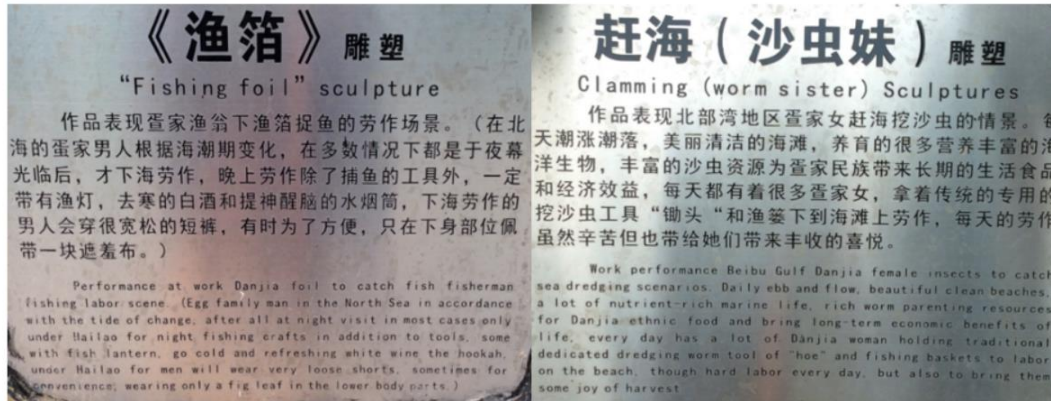 《渔箔》雕塑
"Fishing foil" sculpture
作品表现疍家渔翁下渔箔捉鱼的劳作场景。（在北
海的蛋家男人根据海潮期变化，在多数情况下都是于夜幕
光临后，才下海劳作，晚上劳作除了捕鱼的工具外，一定
带有渔灯，去寒的白酒和提神醒脑的水烟筒，下海劳作的
男人会穿很宽松的短裤，有时为了方便，只在下身部位佩
带一块遮羞布。）
Performance at work Danjia foil to catch fish fisherman
fishing labor scene. (Egg family man in the North Sea in accordance
with the tide of change, after all at night visit in most cases only
under Hailao for night fishing crafts in addition to tools, some
with fish lantern, go cold and refreshing white wine the hookah,
under Hailao for men will wear very loose shorts, sometimes for
convenience, wearing only a fig leaf in the lower body parts.)
赶海（沙虫妹）雕塑
Clamming (worm sister) Sculptures
作品表现北部湾地区疍家女赶海挖沙虫的情景。每
天潮涨潮落，美丽清洁的海滩，养育的很多营养丰富的海
洋生物，丰富的沙虫资源为疍家民族带来长期的生活食品
和经济效益，每天都有着很多疍家女，拿着传统的专用的
挖沙虫工具“锄头“和渔篓下到海滩上劳作，每天的劳作
虽然辛苦但也带给她们带来丰收的喜悦。
Work performance Beibu Gulf Danjia female insects to catch
sea dredging scenarios. Daily ebb and flow, beautiful clean beaches,
a lot of nutrient-rich marine life, rich worm parenting resources
for Danjia ethnic food and bring long-term economic benefits of
life, every day has a lot of Danjia woman holding traditional
dedicated dredging worm tool of "hoe" and fishing baskets to labor
on the beach, though hard labor every day, but also to bring them
some joy of harvest